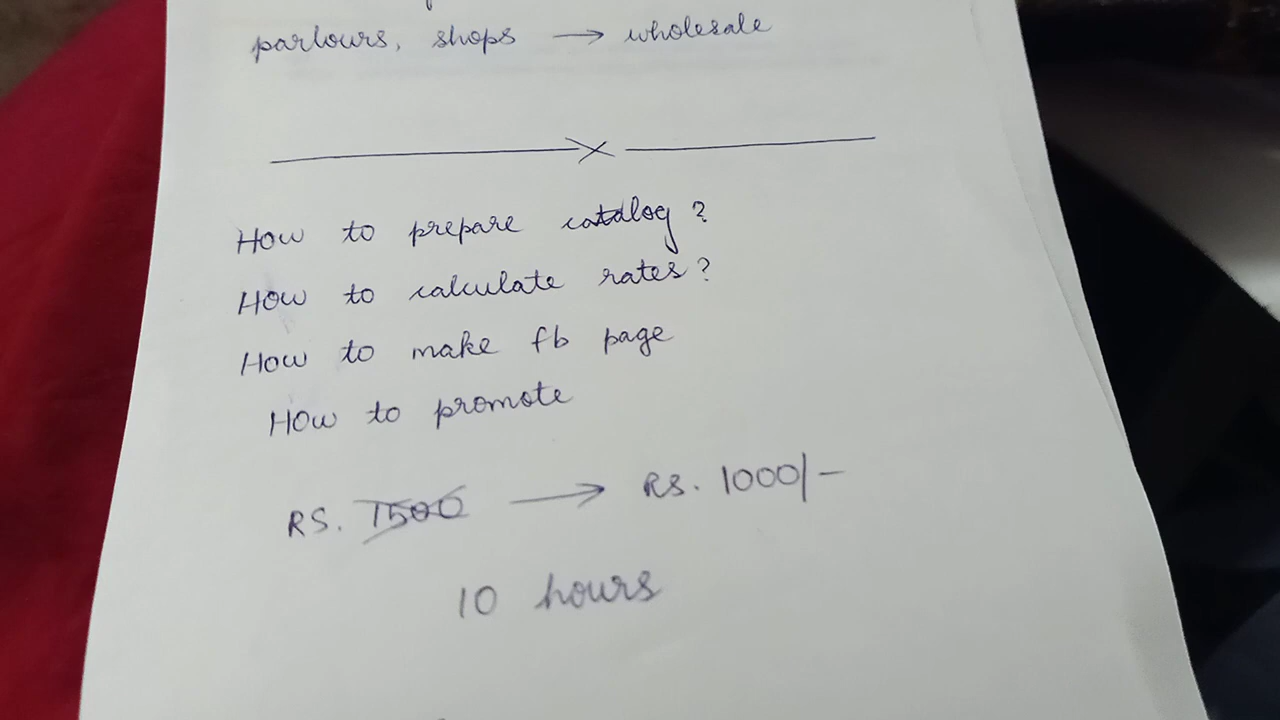 parlours, shops → wholesale
How to prepare catalog?
How to calculate rates?
How to make fb page
How to promote
RS. 1500 → RS. 1000/-
10 hours